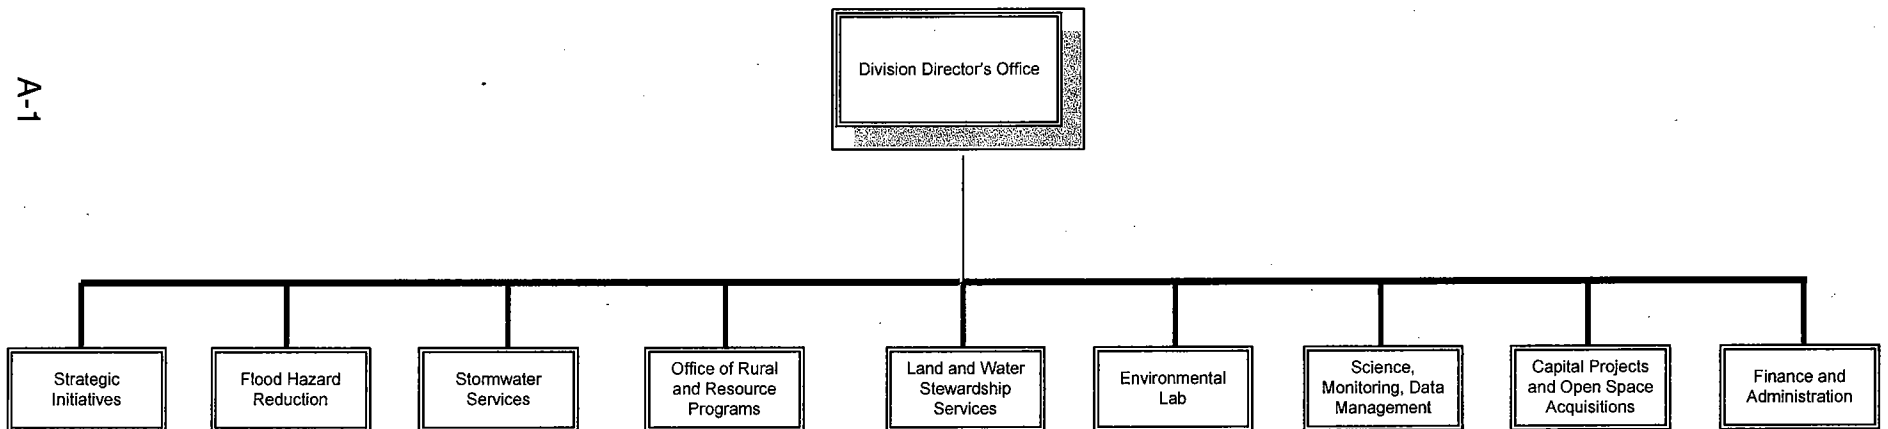 A-1
Division Director's Office
Strategic
Initiatives
Flood Hazard
Reduction
Stormwater
Services
Office of Rural
and Resource
Programs
Land and Water
Stewardship
Services
Environmental
Lab
Science,
Monitoring, Data
Management
Capital Projects
and Open Space
Acquisitions
Finance and
Administration